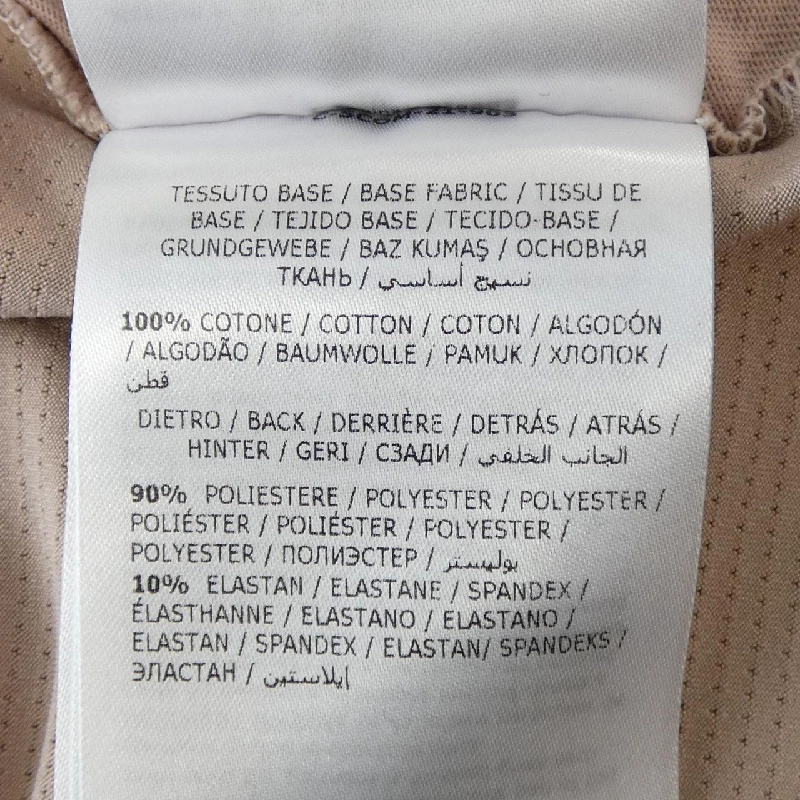 TESSUTO BASE / BASE FABRIC / TISSU DE
BASE / TEJIDO BASE / TECIDO-BASE /
GRUNDGEWEBE / BAZ KUMAŞ / ОСНОВНАЯ
ТКАНЬ / نسيج أساسي
100% COTONE / COTTON / COTON / ALGODÓN
/ ALGODÃO / BAUMWOLLE / PAMUK / ХЛОПОК /
قطن
DIETRO / BACK / DERRIÈRE / DETRÁS / ATRÁS /
HINTER / GERI / СЗАДИ / الجانب الخلفي
90% POLIESTERE / POLYESTER / POLYESTER /
POLIÉSTER / POLIÉSTER / POLYESTER /
POLYESTER / ПОЛИЭСТЕР / بوليستر
10% ELASTAN / ELASTANE / SPANDEX /
ÉLASTHANNE / ELASTANO / ELASTANO /
ELASTAN / SPANDEX / ELASTAN/ SPANDEKS /
ЭЛАСТАН / إيلاستين